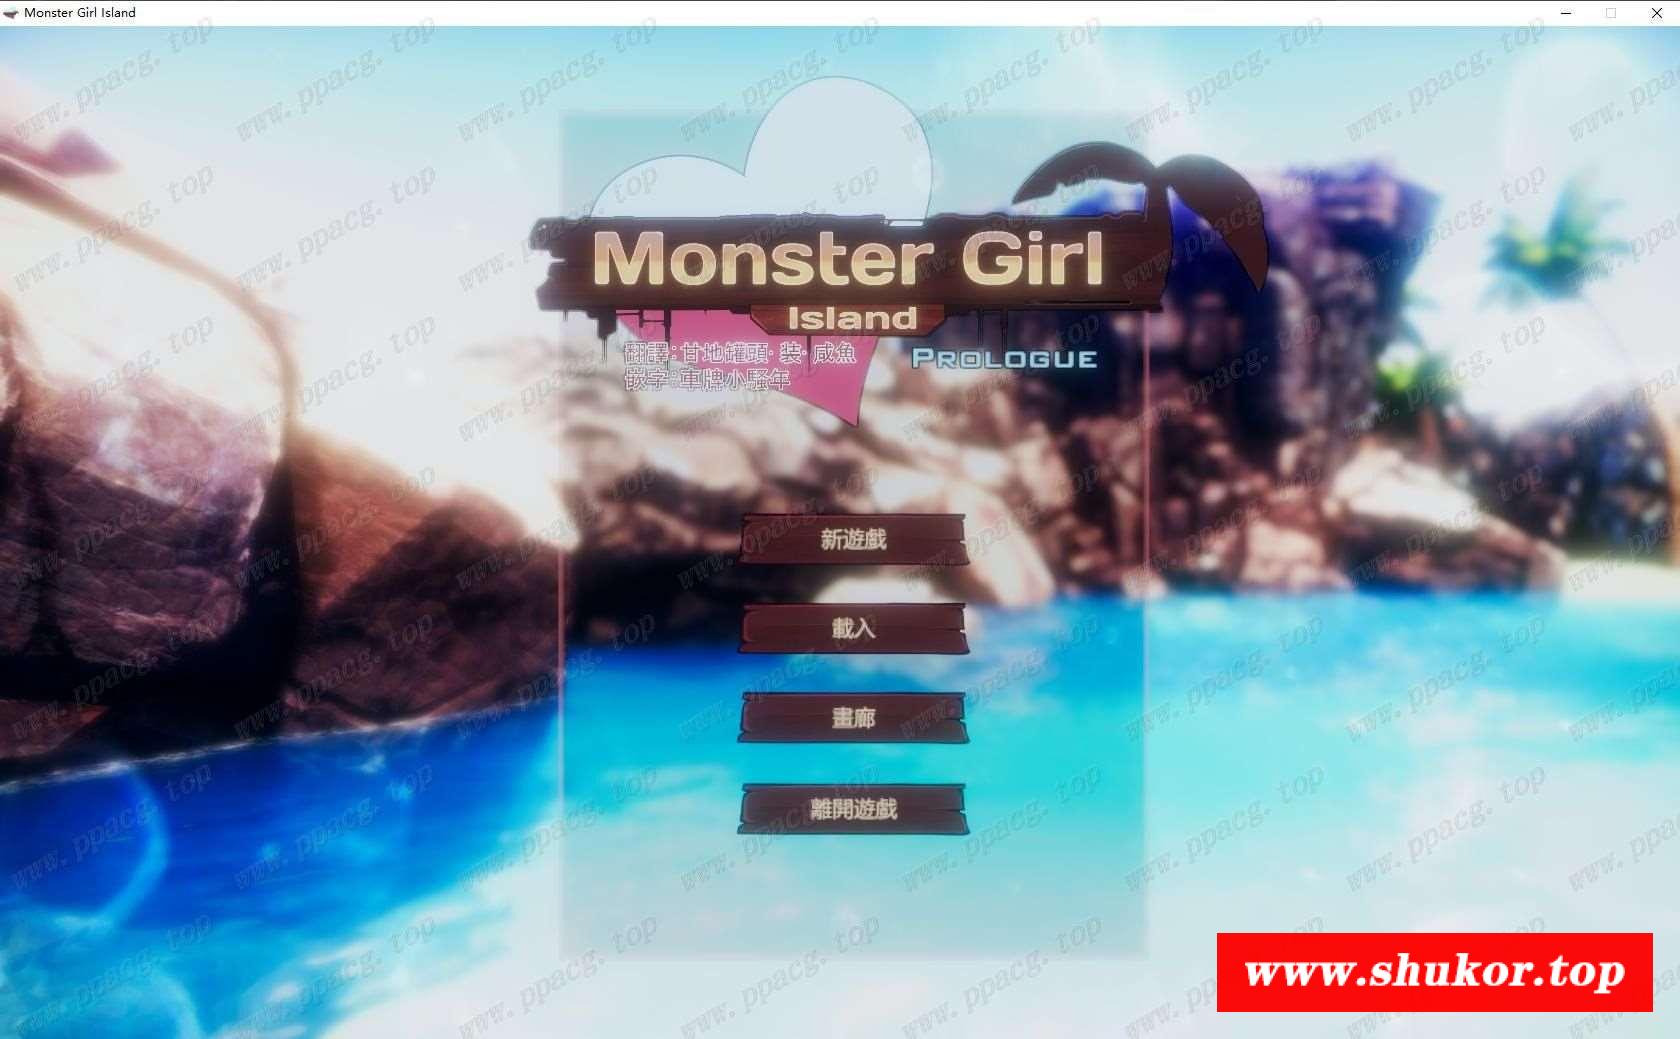 Monster Girl Island
Monster Girl
Island
翻譯:甘地罐頭· 装· 咸魚
嵌字:車牌小騷年
PROLOGUE
新遊戲
載入
畫廊
離開遊戲
www.shukor.top
www.ppacg.top